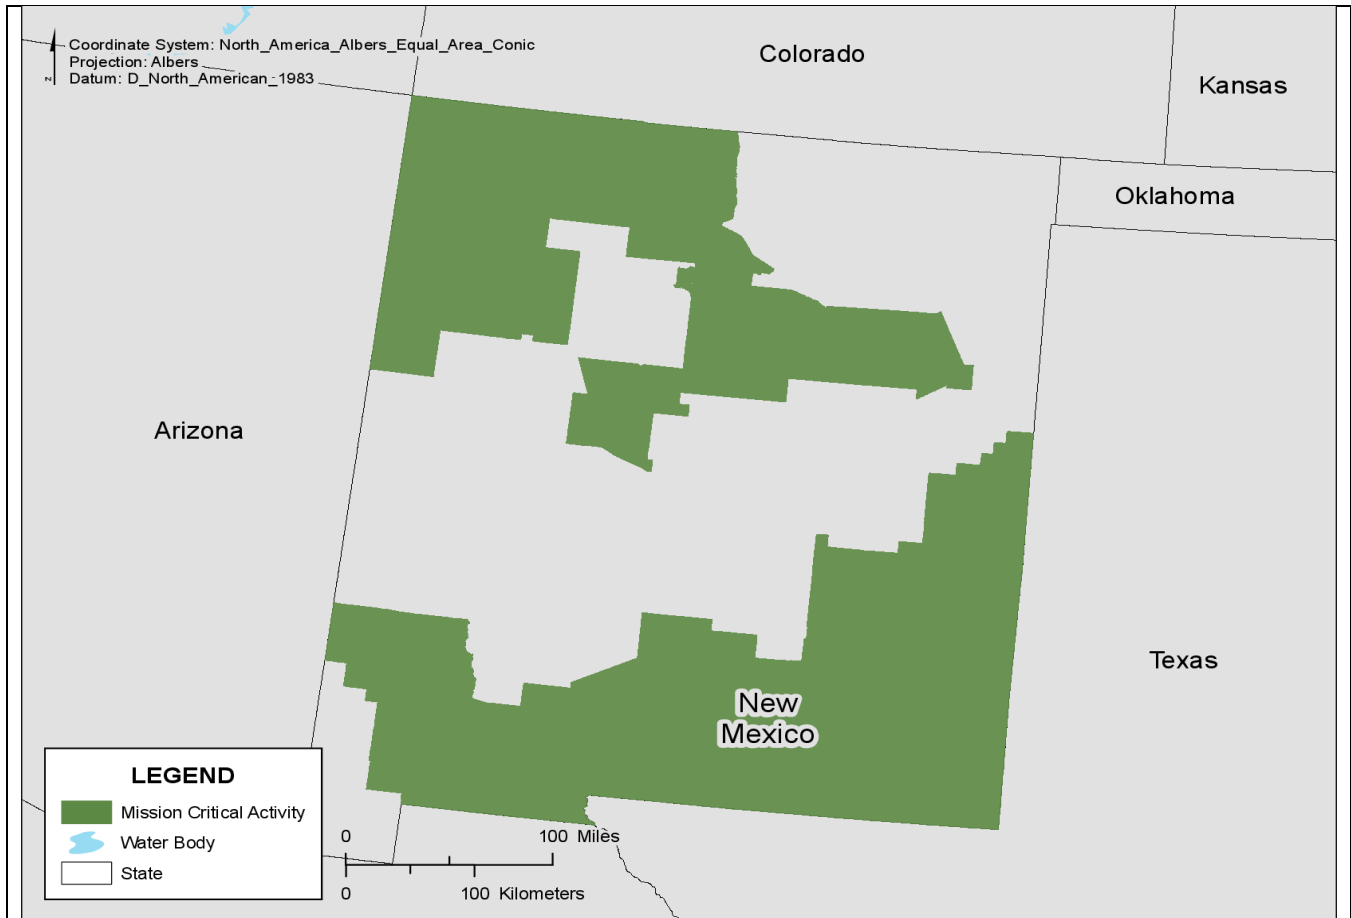 Coordinate System: North_America_Albers_Equal_Area_Conic
Projection: Albers
Datum: D_North_American_1983
N
Colorado
Kansas
Oklahoma
Arizona
Texas
New
Mexico
LEGEND
Mission Critical Activity
Water Body
State
0 100 Miles
0 100 Kilometers